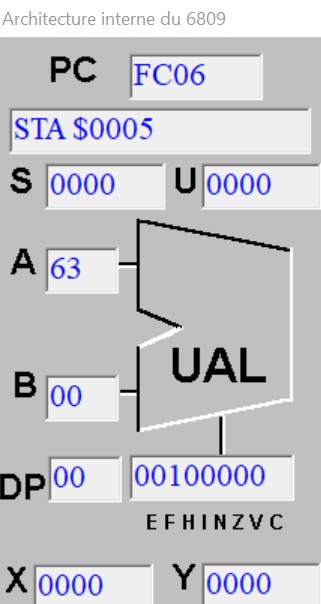 Architecture interne du 6809
PC FC06
STA $0005
S 0000 U 0000
A 63
UAL
B 00
DP 00 00100000
E F H I N Z V C
X 0000 Y 0000